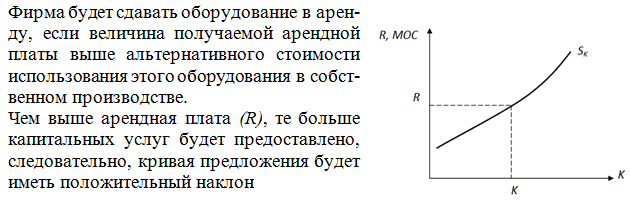 Фирма будет сдавать оборудование в арен-
ду, если величина получаемой арендной
платы выше альтернативного стоимости
использования этого оборудования в собст-
венном производстве.
Чем выше арендная плата (R), те больше
капитальных услуг будет предоставлено,
следовательно, кривая предложения будет
иметь положительный наклон
R, MOC
S_K
R
K
K